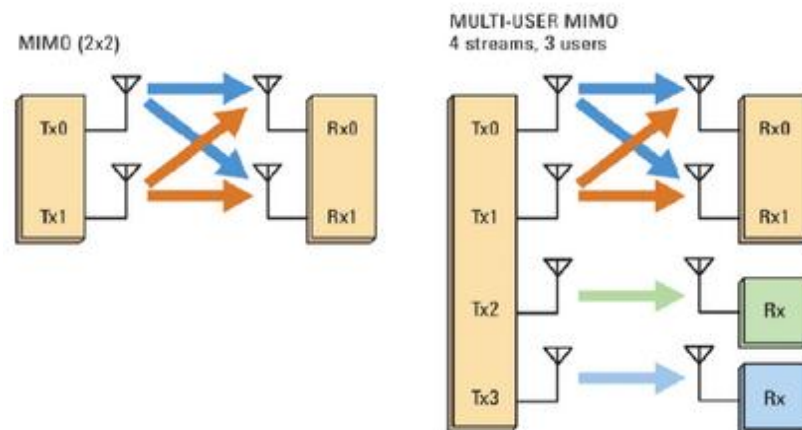 MIMO (2x2)
Tx0
Rx0
Tx1
Rx1
MULTI-USER MIMO
4 streams, 3 users
Tx0
Rx0
Tx1
Rx1
Tx2
Rx
Tx3
Rx